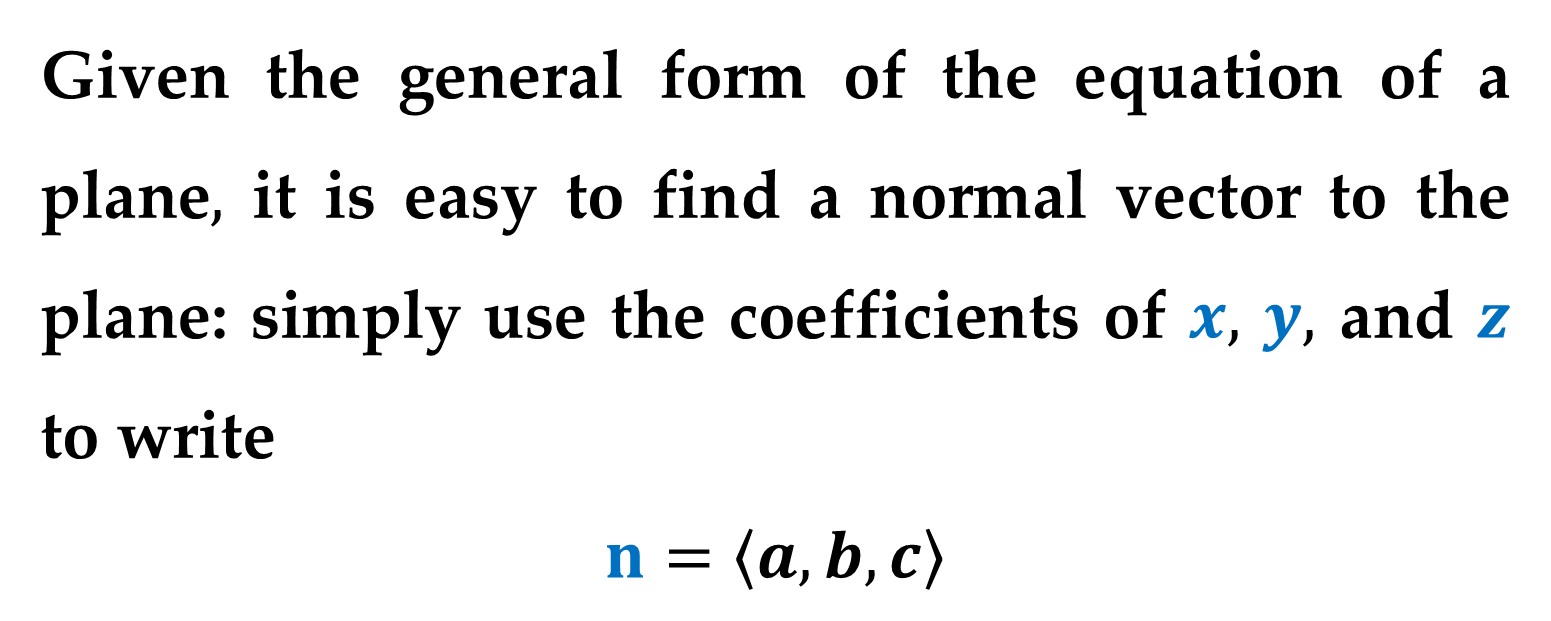 Given the general form of the equation of a
plane, it is easy to find a normal vector to the
plane: simply use the coefficients of x, y, and z
to write
n = ⟨a, b, c⟩